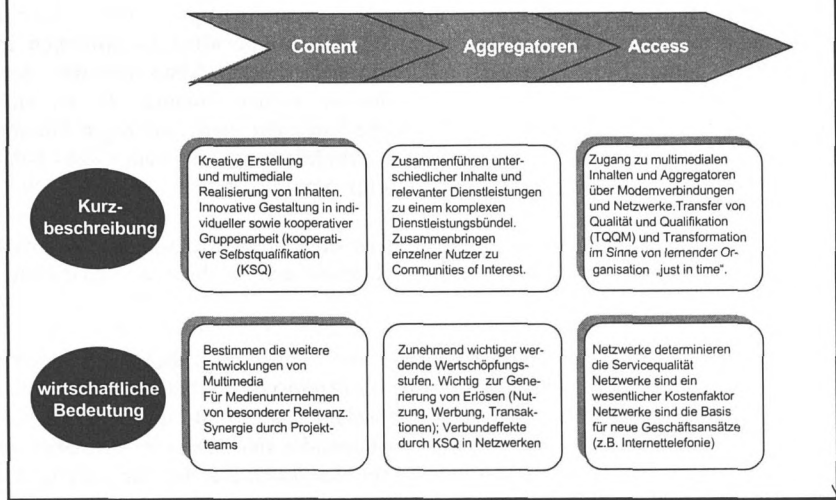 Content
Aggregatoren
Access
Kurz-
beschreibung
Kreative Erstellung
und multimediale
Realisierung von Inhalten.
Innovative Gestaltung in indi-
vidueller sowie kooperativer
Gruppenarbeit (kooperati-
ver Selbstqualifikation
(KSQ)
Zusammenführen unter-
schiedlicher Inhalte und
relevanter Dienstleistungen
zu einem komplexen
Dienstleistungsbündel.
Zusammenbringen
einzelner Nutzer zu
Communities of Interest.
Zugang zu multimedialen
Inhalten und Aggregatoren
über Modemverbindungen
und Netzwerke.Transfer von
Qualität und Qualifikation
(TQQM) und Transformation
im Sinne von lernender Or-
ganisation „just in time“.
wirtschaftliche
Bedeutung
Bestimmen die weitere
Entwicklungen von
Multimedia
Für Medienunternehmen
von besonderer Relevanz.
Synergie durch Projekt-
teams
Zunehmend wichtiger wer-
dende Wertschöpfungs-
stufen. Wichtig zur Gene-
rierung von Erlösen (Nut-
zung, Werbung, Transak-
tionen); Verbundeffekte
durch KSQ in Netzwerken
Netzwerke determinieren
die Servicequalität
Netzwerke sind ein
wesentlicher Kostenfaktor
Netzwerke sind die Basis
für neue Geschäftsansätze
(z.B. Internettelefonie)